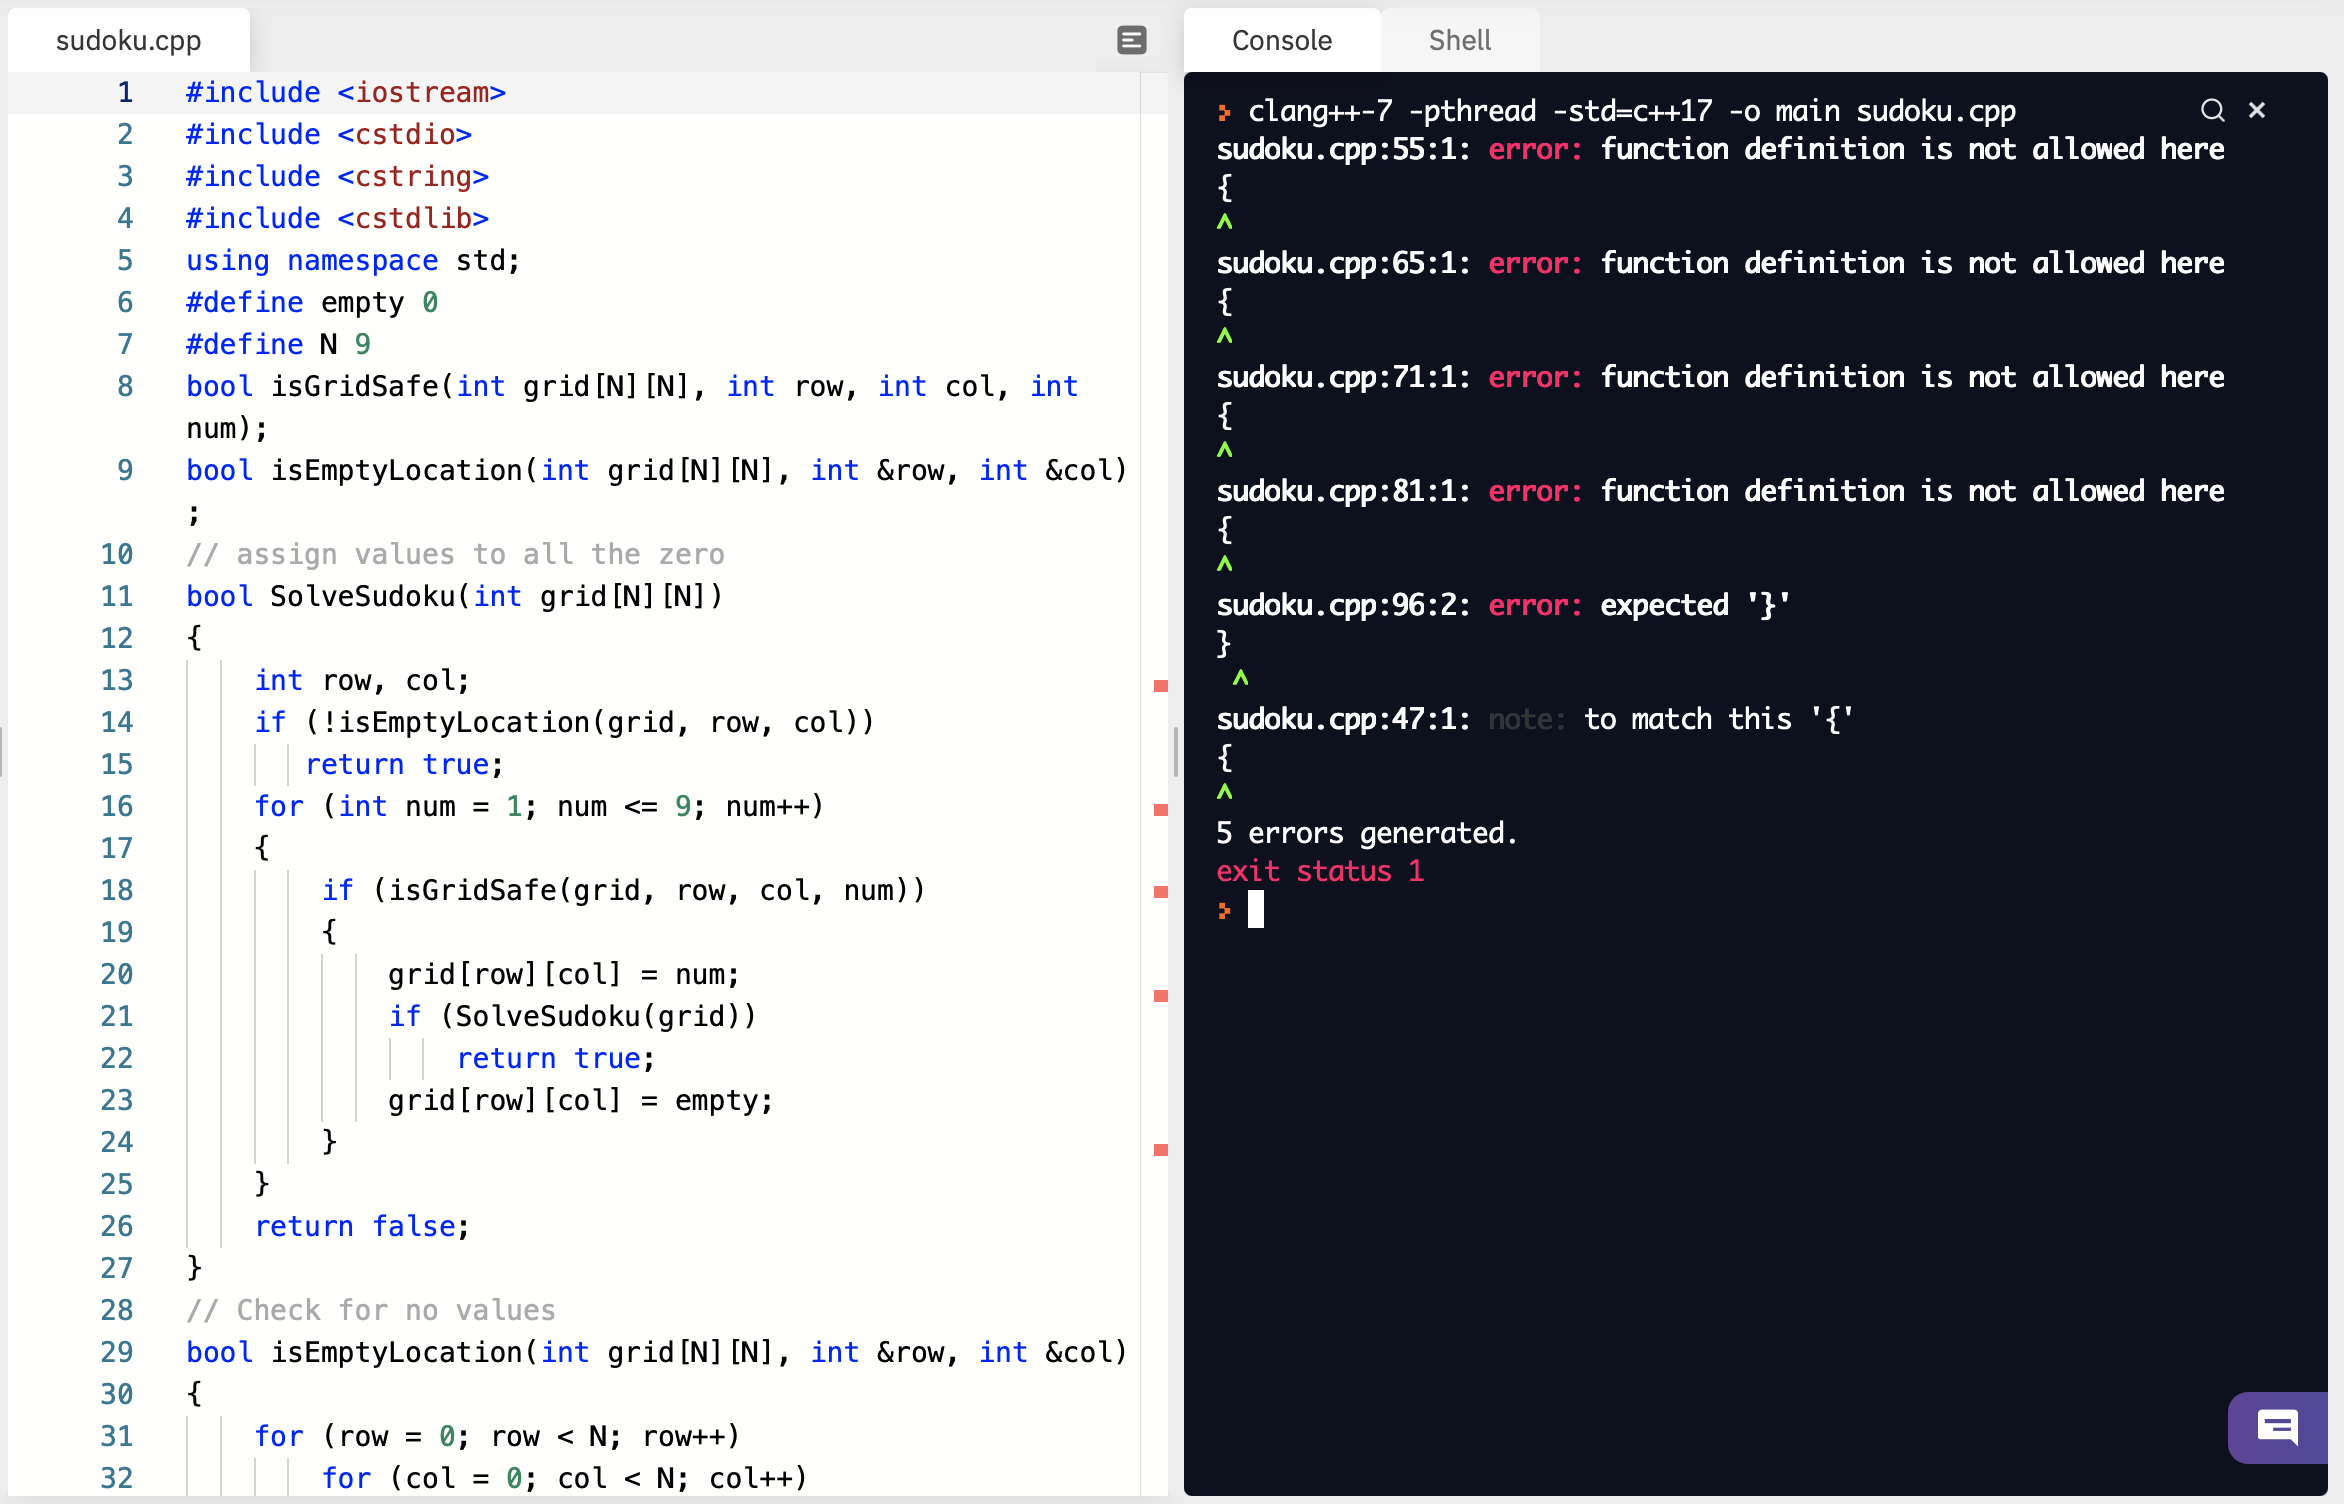 sudoku.cpp
1 #include <iostream>
2 #include <cstdio>
3 #include <cstring>
4 #include <cstdlib>
5 using namespace std;
6 #define empty 0
7 #define N 9
8 bool isGridSafe(int grid[N][N], int row, int col, int
num);
9 bool isEmptyLocation(int grid[N][N], int &row, int &col)
;
10 // assign values to all the zero
11 bool SolveSudoku(int grid[N][N])
12 {
13 int row, col;
14 if (!isEmptyLocation(grid, row, col))
15 return true;
16 for (int num = 1; num <= 9; num++)
17 {
18 if (isGridSafe(grid, row, col, num))
19 {
20 grid[row][col] = num;
21 if (SolveSudoku(grid))
22 return true;
23 grid[row][col] = empty;
24 }
25 }
26 return false;
27 }
28 // Check for no values
29 bool isEmptyLocation(int grid[N][N], int &row, int &col)
30 {
31 for (row = 0; row < N; row++)
32 for (col = 0; col < N; col++)
Console Shell
clang++-7 -pthread -std=c++17 -o main sudoku.cpp
sudoku.cpp:55:1: error: function definition is not allowed here
{
^
sudoku.cpp:65:1: error: function definition is not allowed here
{
^
sudoku.cpp:71:1: error: function definition is not allowed here
{
^
sudoku.cpp:81:1: error: function definition is not allowed here
{
^
sudoku.cpp:96:2: error: expected '}'
}
^
sudoku.cpp:47:1: note: to match this '{'
{
^
5 errors generated.
exit status 1